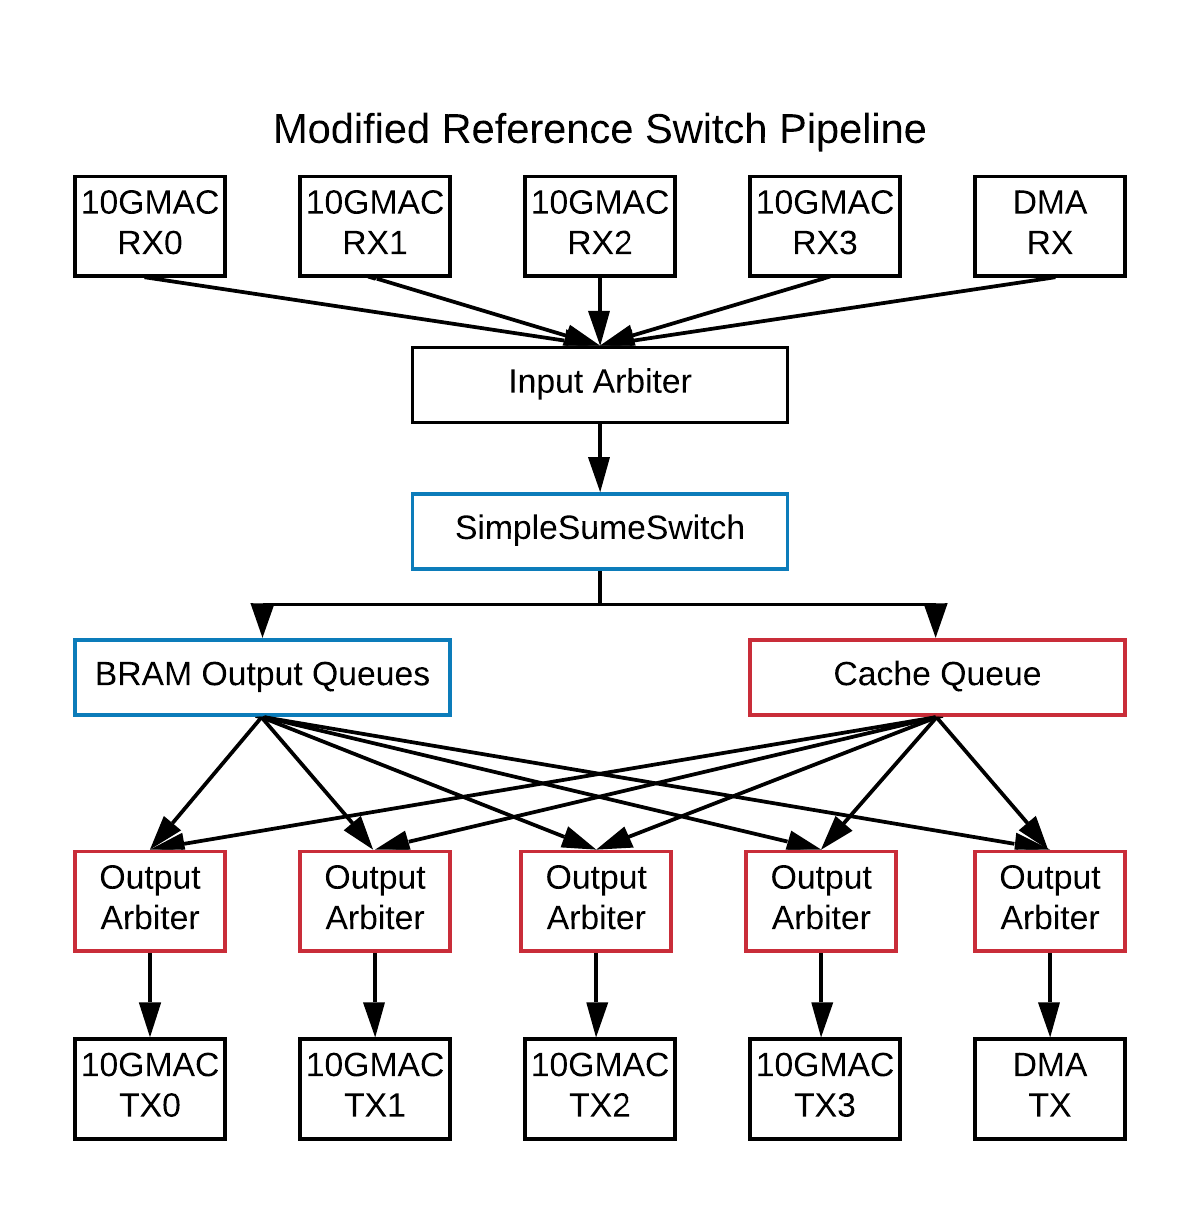 Modified Reference Switch Pipeline
10GMAC
RX0
10GMAC
RX1
10GMAC
RX2
10GMAC
RX3
DMA
RX
Input Arbiter
SimpleSumeSwitch
BRAM Output Queues
Cache Queue
Output
Arbiter
Output
Arbiter
Output
Arbiter
Output
Arbiter
Output
Arbiter
10GMAC
TX0
10GMAC
TX1
10GMAC
TX2
10GMAC
TX3
DMA
TX